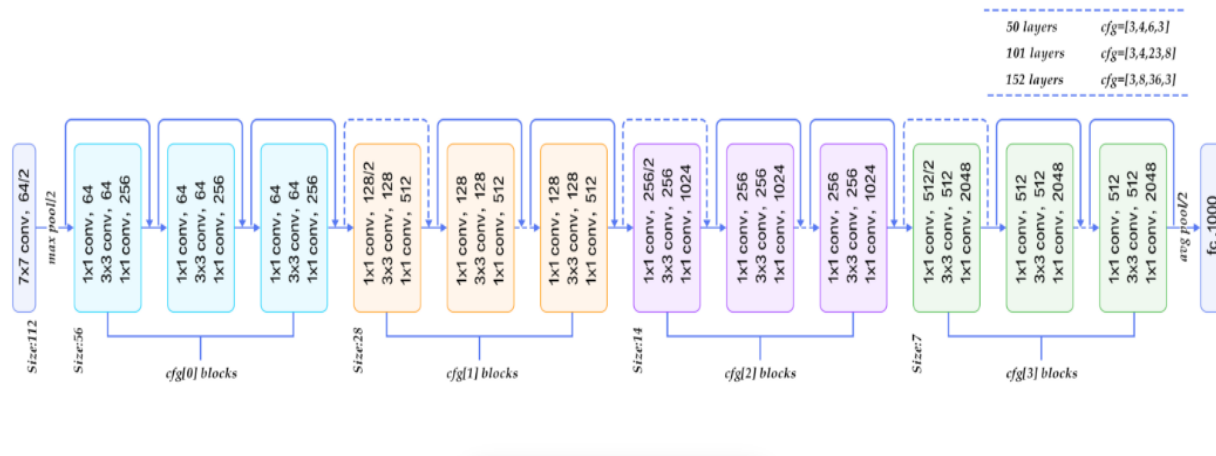 50 layers cfg=[3,4,6,3]
101 layers cfg=[3,4,23,8]
152 layers cfg=[3,8,36,3]
7x7 conv, 64/2
max pool/2
1x1 conv, 64
3x3 conv, 64
1x1 conv, 256
1x1 conv, 64
3x3 conv, 64
1x1 conv, 256
1x1 conv, 64
3x3 conv, 64
1x1 conv, 256
1x1 conv, 128/2
3x3 conv, 128
1x1 conv, 512
1x1 conv, 128
3x3 conv, 128
1x1 conv, 512
1x1 conv, 128
3x3 conv, 128
1x1 conv, 512
1x1 conv, 256/2
3x3 conv, 256
1x1 conv, 1024
1x1 conv, 256
3x3 conv, 256
1x1 conv, 1024
1x1 conv, 256
3x3 conv, 256
1x1 conv, 1024
1x1 conv, 512/2
3x3 conv, 512
1x1 conv, 2048
1x1 conv, 512
3x3 conv, 512
1x1 conv, 2048
1x1 conv, 512
3x3 conv, 512
1x1 conv, 2048
avg pool/2
fc, 1000
Size:112
Size:56
Size:28
Size:14
Size:7
cfg[0] blocks
cfg[1] blocks
cfg[2] blocks
cfg[3] blocks